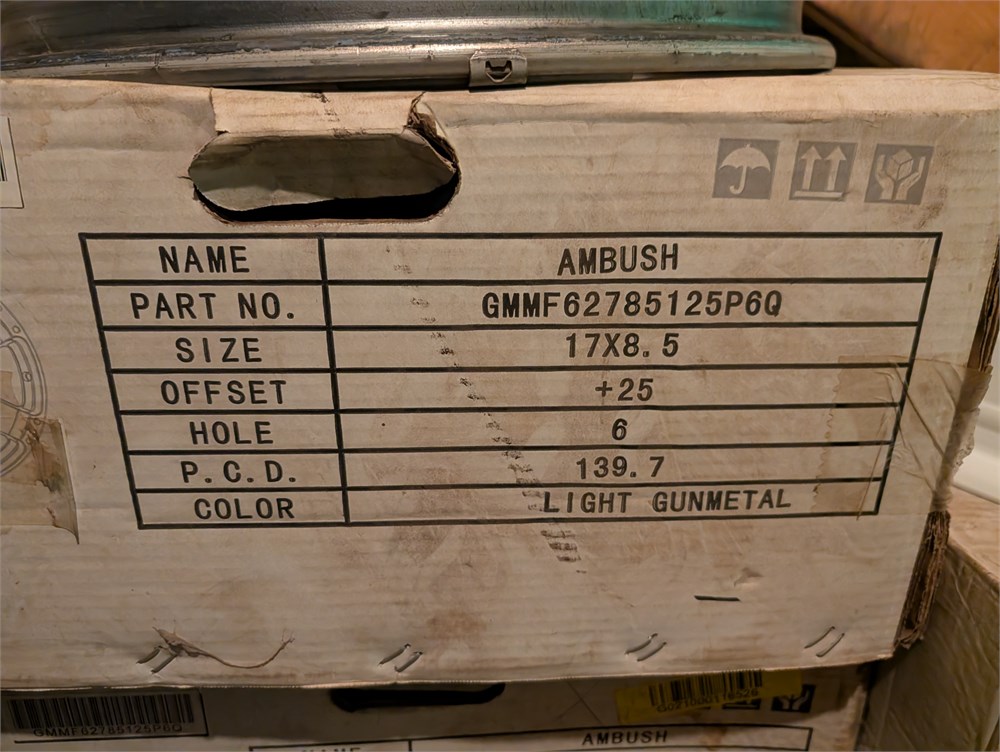 NAME AMBUSH
PART NO. GMMF62785125P6Q
SIZE 17X8.5
OFFSET +25
HOLE 6
P.C.D. 139.7
COLOR LIGHT GUNMETAL
GMMF62785125P6Q
NAME AMBUSH